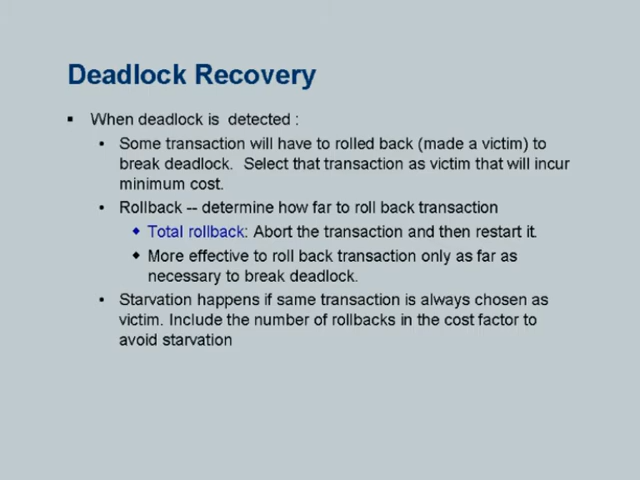 Deadlock Recovery
▪ When deadlock is detected :
• Some transaction will have to rolled back (made a victim) to
break deadlock. Select that transaction as victim that will incur
minimum cost.
• Rollback -- determine how far to roll back transaction
◆ Total rollback: Abort the transaction and then restart it.
◆ More effective to roll back transaction only as far as
necessary to break deadlock.
• Starvation happens if same transaction is always chosen as
victim. Include the number of rollbacks in the cost factor to
avoid starvation